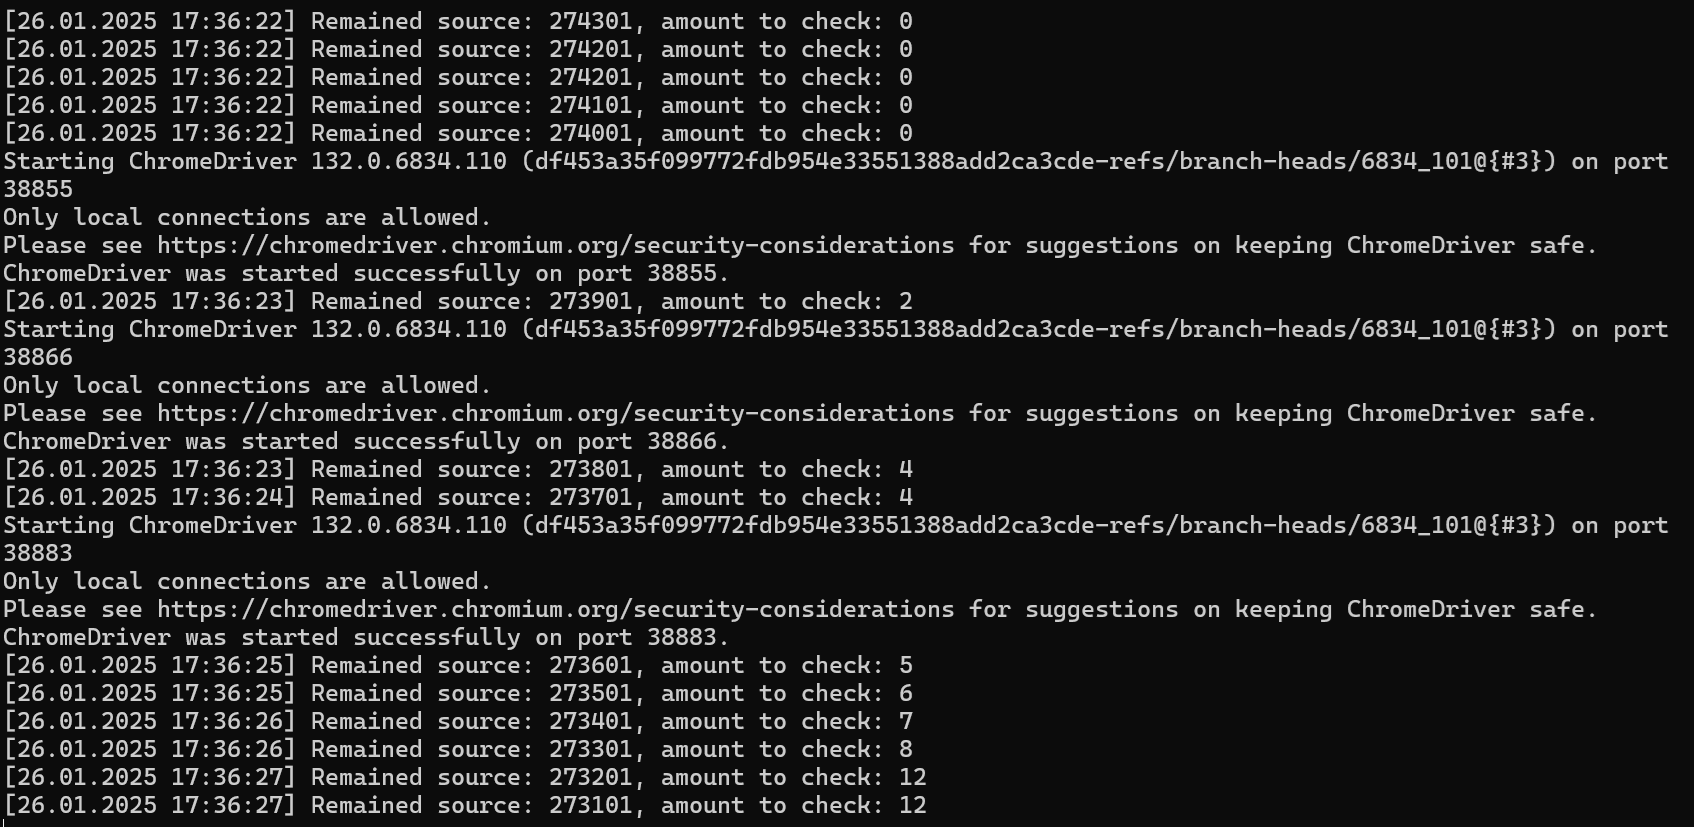 [26.01.2025 17:36:22] Remained source: 274301, amount to check: 0
[26.01.2025 17:36:22] Remained source: 274201, amount to check: 0
[26.01.2025 17:36:22] Remained source: 274201, amount to check: 0
[26.01.2025 17:36:22] Remained source: 274101, amount to check: 0
[26.01.2025 17:36:22] Remained source: 274001, amount to check: 0
Starting ChromeDriver 132.0.6834.110 (df453a35f099772fdb954e33551388add2ca3cde-refs/branch-heads/6834_101@{#3}) on port
38855
Only local connections are allowed.
Please see https://chromedriver.chromium.org/security-considerations for suggestions on keeping ChromeDriver safe.
ChromeDriver was started successfully on port 38855.
[26.01.2025 17:36:23] Remained source: 273901, amount to check: 2
Starting ChromeDriver 132.0.6834.110 (df453a35f099772fdb954e33551388add2ca3cde-refs/branch-heads/6834_101@{#3}) on port
38866
Only local connections are allowed.
Please see https://chromedriver.chromium.org/security-considerations for suggestions on keeping ChromeDriver safe.
ChromeDriver was started successfully on port 38866.
[26.01.2025 17:36:23] Remained source: 273801, amount to check: 4
[26.01.2025 17:36:24] Remained source: 273701, amount to check: 4
Starting ChromeDriver 132.0.6834.110 (df453a35f099772fdb954e33551388add2ca3cde-refs/branch-heads/6834_101@{#3}) on port
38883
Only local connections are allowed.
Please see https://chromedriver.chromium.org/security-considerations for suggestions on keeping ChromeDriver safe.
ChromeDriver was started successfully on port 38883.
[26.01.2025 17:36:25] Remained source: 273601, amount to check: 5
[26.01.2025 17:36:25] Remained source: 273501, amount to check: 6
[26.01.2025 17:36:26] Remained source: 273401, amount to check: 7
[26.01.2025 17:36:26] Remained source: 273301, amount to check: 8
[26.01.2025 17:36:27] Remained source: 273201, amount to check: 12
[26.01.2025 17:36:27] Remained source: 273101, amount to check: 12